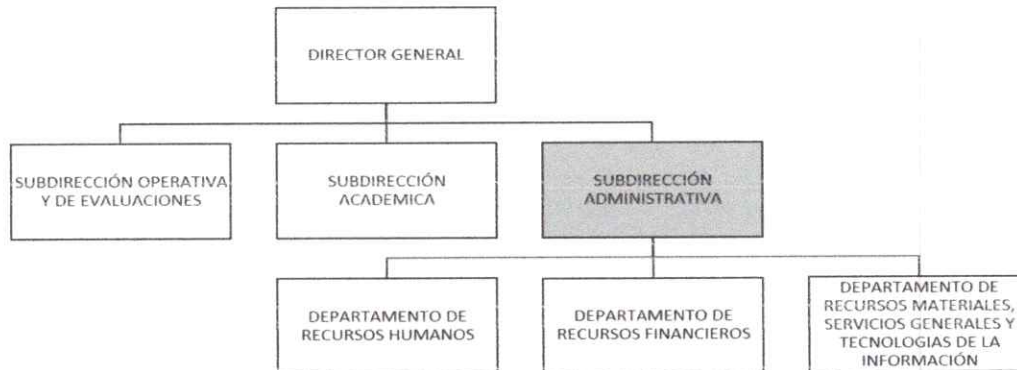 DIRECTOR GENERAL
SUBDIRECCIÓN OPERATIVA
Y DE EVALUACIONES
SUBDIRECCIÓN
ACADEMICA
SUBDIRECCIÓN
ADMINISTRATIVA
DEPARTAMENTO DE
RECURSOS HUMANOS
DEPARTAMENTO DE
RECURSOS FINANCIEROS
DEPARTAMENTO DE
RECURSOS MATERIALES,
SERVICIOS GENERALES Y
TECNOLOGIAS DE LA
INFORMACIÓN